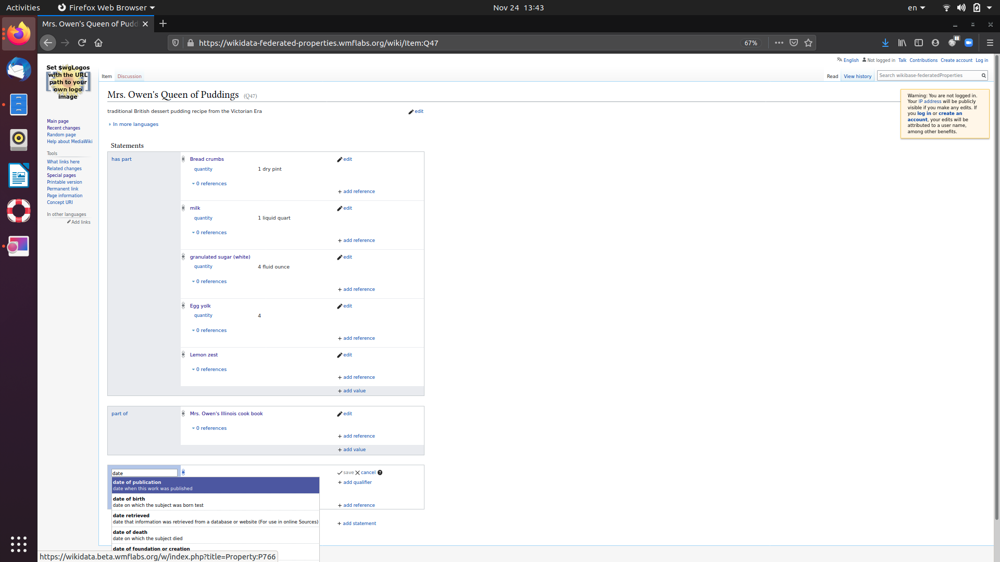 Activities
Firefox Web Browser
Nov 24 13:43
en
Mrs. Owen's Queen of Pudd
https://wikidata-federated-properties.wmflabs.org/wiki/Item:Q47
67%
Set $wgLogos
with the URL
path to your
own logo
image
English
Not logged in
Talk
Contributions
Create account
Log in
Item
Discussion
Read
View history
Search wikibase-federatedProperties
Mrs. Owen's Queen of Puddings (Q47)
Warning: You are not logged in.
Your IP address will be publicly
visible if you make any edits. If
you log in or create an
account, your edits will be
attributed to a user name,
among other benefits.
traditional British dessert pudding recipe from the Victorian Era
edit
In more languages
Main page
Recent changes
Random page
Help about MediaWiki
Tools
What links here
Related changes
Special pages
Printable version
Permanent link
Page information
Concept URI
In other languages
Add links
Statements
has part
Bread crumbs
edit
quantity
1 dry pint
0 references
+ add reference
milk
edit
quantity
1 liquid quart
0 references
+ add reference
granulated sugar (white)
edit
quantity
4 fluid ounce
0 references
+ add reference
Egg yolk
edit
quantity
4
0 references
+ add reference
Lemon zest
edit
0 references
+ add reference
+ add value
part of
Mrs. Owen's Illinois cook book
edit
0 references
+ add reference
+ add value
date
save
cancel
?
+ add qualifier
+ add reference
+ add statement
date of publication
date when this work was published
date of birth
date on which the subject was born test
date retrieved
date that information was retrieved from a database or website (For use in online Sources)
date of death
date on which the subject died
date of foundation or creation
https://wikidata.beta.wmflabs.org/w/index.php?title=Property:P766